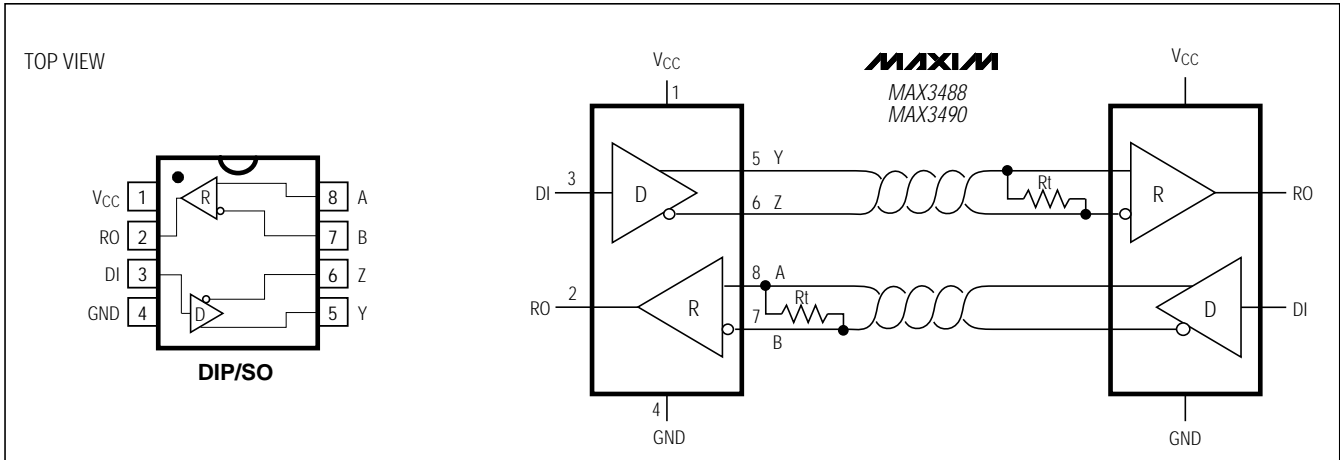 TOP VIEW
VCC 1
RO 2
DI 3
GND 4
8 A
7 B
6 Z
5 Y
R
D
DIP/SO
MAXIM
MAX3488
MAX3490
VCC
1
DI 3
D
5 Y
6 Z
Rt
R
RO
VCC
RO 2
R
8 A
7
B
Rt
D
DI
4
GND
GND